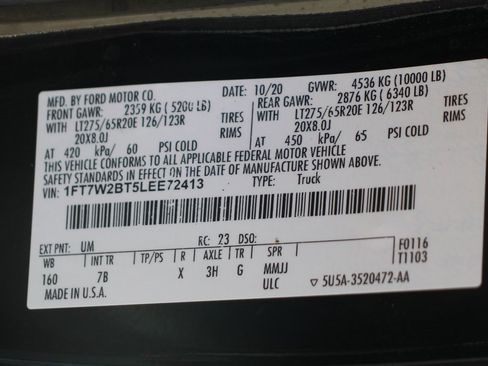 MFD. BY FORD MOTOR CO. DATE: 10/20 GVWR: 4536 KG (10000 LB)
FRONT GAWR: 2359 KG (5200 LB) REAR GAWR: 2876 KG (6340 LB)
WITH LT275/65R20E 126/123R TIRES WITH LT275/65R20E 126/123R TIRES
20X8.0J RIMS 20X8.0J RIMS
AT 420 kPa/ 60 PSI COLD AT 450 kPa/ 65 PSI COLD
THIS VEHICLE CONFORMS TO ALL APPLICABLE FEDERAL MOTOR VEHICLE
SAFETY STANDARDS IN EFFECT ON THE DATE OF MANUFACTURE SHOWN ABOVE.
VIN: 1FT7W2BT5LEE72413 TYPE: Truck
EXT PNT: UM RC: 23 DSO:
WB INT TR TP/PS R AXLE TR SPR F0116
160 7B X 3H G MMJJ T1103
MADE IN U.S.A. ULC ▽ 5U5A-3520472-AA